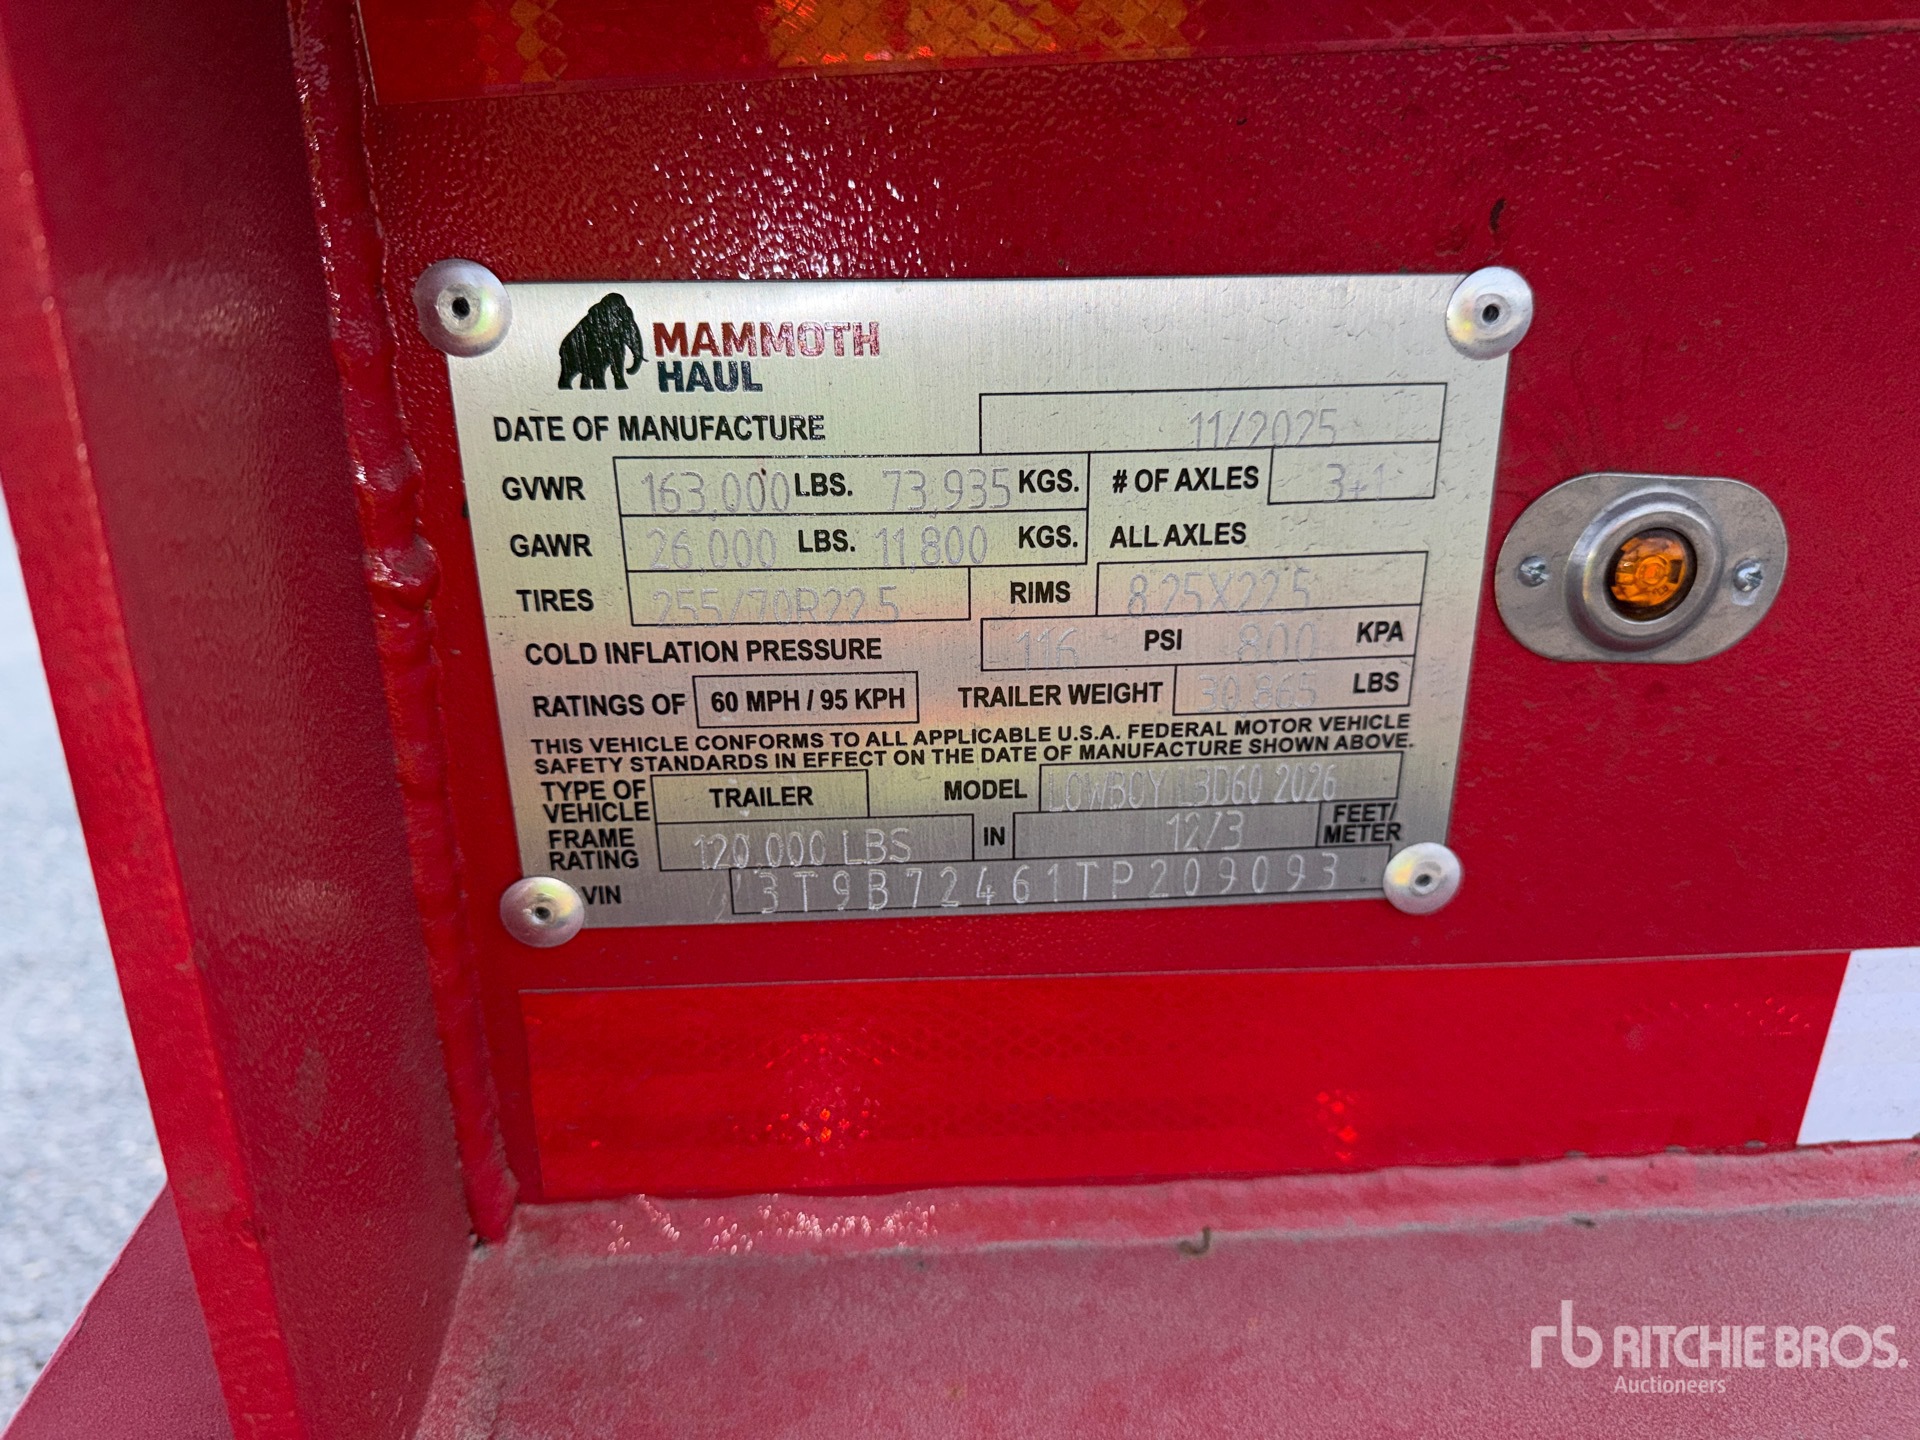 MAMMOTH
HAUL
DATE OF MANUFACTURE 11/2025
GVWR 163,000 LBS. 73,935 KGS. # OF AXLES 3+1
GAWR 26,000 LBS. 11,800 KGS. ALL AXLES
TIRES 255/70R22.5 RIMS 8.25X22.5
COLD INFLATION PRESSURE 116 PSI 800 KPA
RATINGS OF 60 MPH / 95 KPH TRAILER WEIGHT 30,865 LBS
THIS VEHICLE CONFORMS TO ALL APPLICABLE U.S.A. FEDERAL MOTOR VEHICLE
SAFETY STANDARDS IN EFFECT ON THE DATE OF MANUFACTURE SHOWN ABOVE.
TYPE OF VEHICLE TRAILER MODEL LOWBOY L3D60 2026
FRAME RATING 120,000 LBS IN 12/3 FEET/METER
VIN 3T9B72461TP209093
rb RITCHIE BROS.
Auctioneers